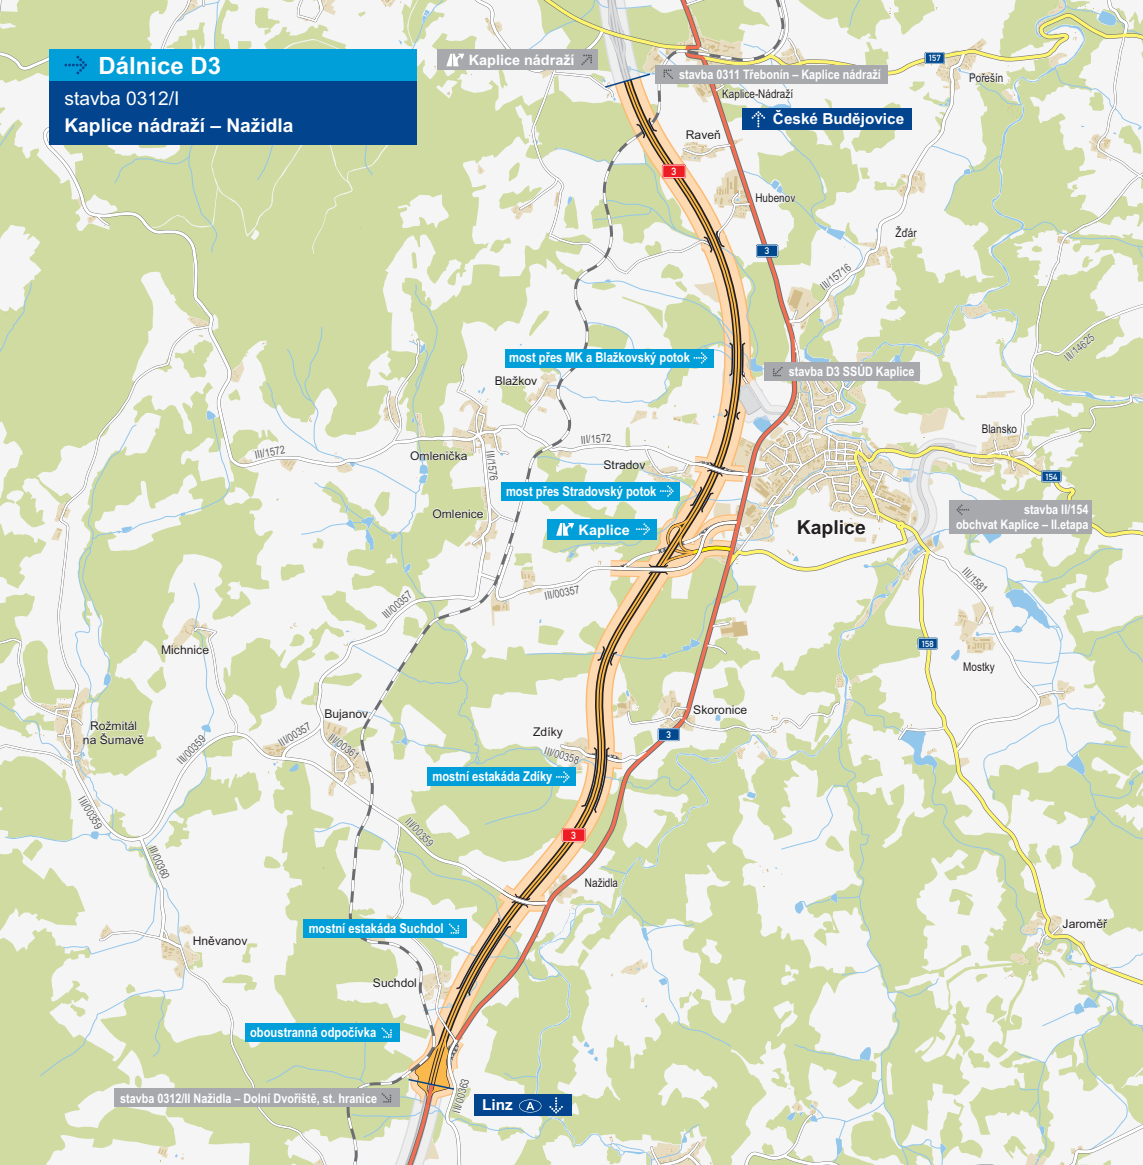 Dálnice D3
stavba 0312/I
Kaplice nádraží – Nažidla
Kaplice nádraží
stavba 0311 Třebonín – Kaplice nádraží
Kaplice-Nádraží
157
Pořešín
České Budějovice
Raveň
3
Hubenov
Žďár
3
III/15716
III/14625
most přes MK a Blažkovský potok
stavba D3 SSÚD Kaplice
Blažkov
Blansko
III/1572
Omlenička
III/1576
III/1572
Stradov
154
most přes Stradovský potok
Omlenice
Kaplice
Kaplice
stavba II/154
obchvat Kaplice – II.etapa
III/00357
III/00357
III/1581
158
Michnice
Mostky
Bujanov
Skoronice
Rožmitál
na Šumavě
III/00359
III/00357
III/00361
Zdíky
III/00358
3
mostní estakáda Zdíky
III/00359
III/00359
3
III/00360
Nažidla
mostní estakáda Suchdol
Jaroměř
Hněvanov
Suchdol
oboustranná odpočívka
stavba 0312/II Nažidla – Dolní Dvořiště, st. hranice
III/00363
Linz A